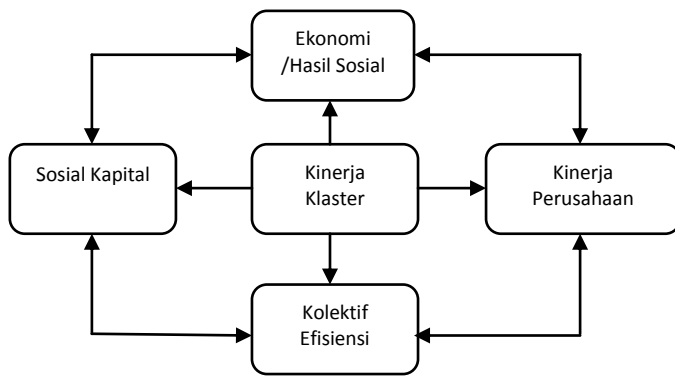 Ekonomi
/Hasil Sosial
Sosial Kapital
Kinerja
Klaster
Kinerja
Perusahaan
Kolektif
Efisiensi